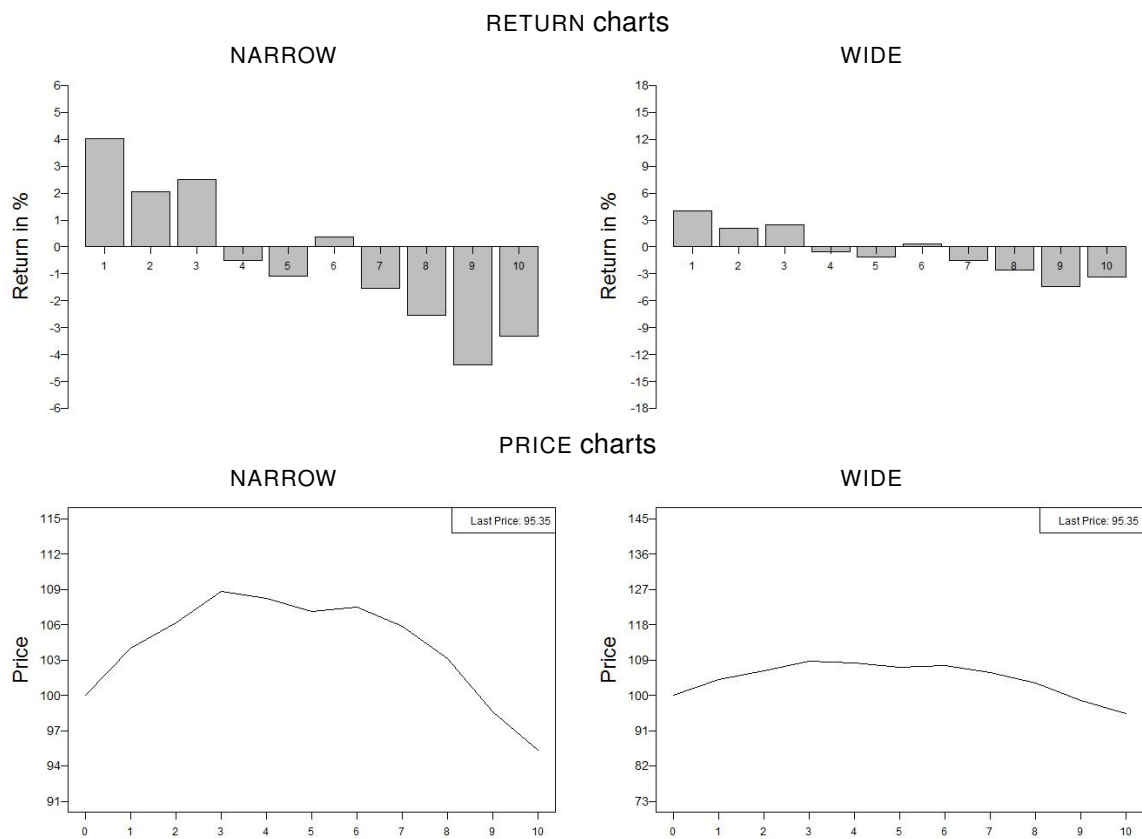 RETURN charts
NARROW
WIDE
Return in %
6
5
4
3
2
1
0
-1
-2
-3
-4
-5
-6
1 2 3 4 5 6 7 8 9 10
Return in %
18
15
12
9
6
3
0
-3
-6
-9
-12
-15
-18
1 2 3 4 5 6 7 8 9 10
PRICE charts
NARROW
WIDE
Price
115
112
109
106
103
100
97
94
91
Last Price: 95.35
0 1 2 3 4 5 6 7 8 9 10
Price
145
136
127
118
109
100
91
82
73
Last Price: 95.35
0 1 2 3 4 5 6 7 8 9 10